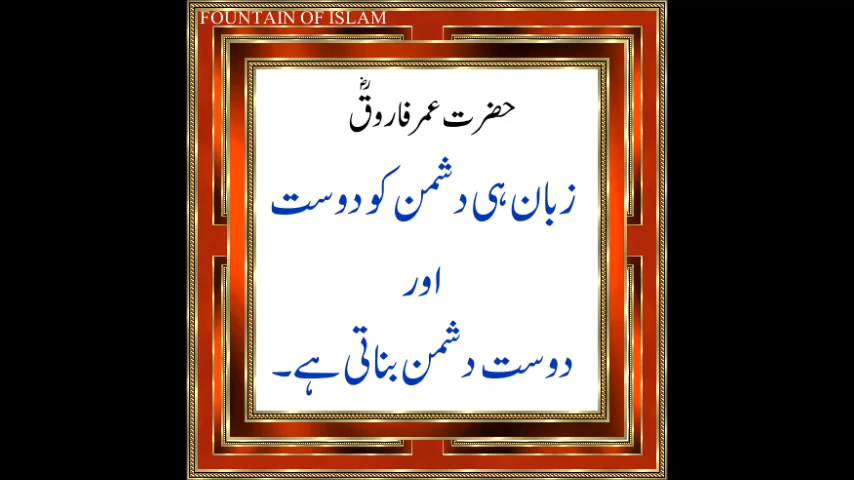 FOUNTAIN OF ISLAM
حضرت عمر فاروقؓ
زبان ہی دشمن کو دوست
اور
دوست دشمن بناتی ہے۔